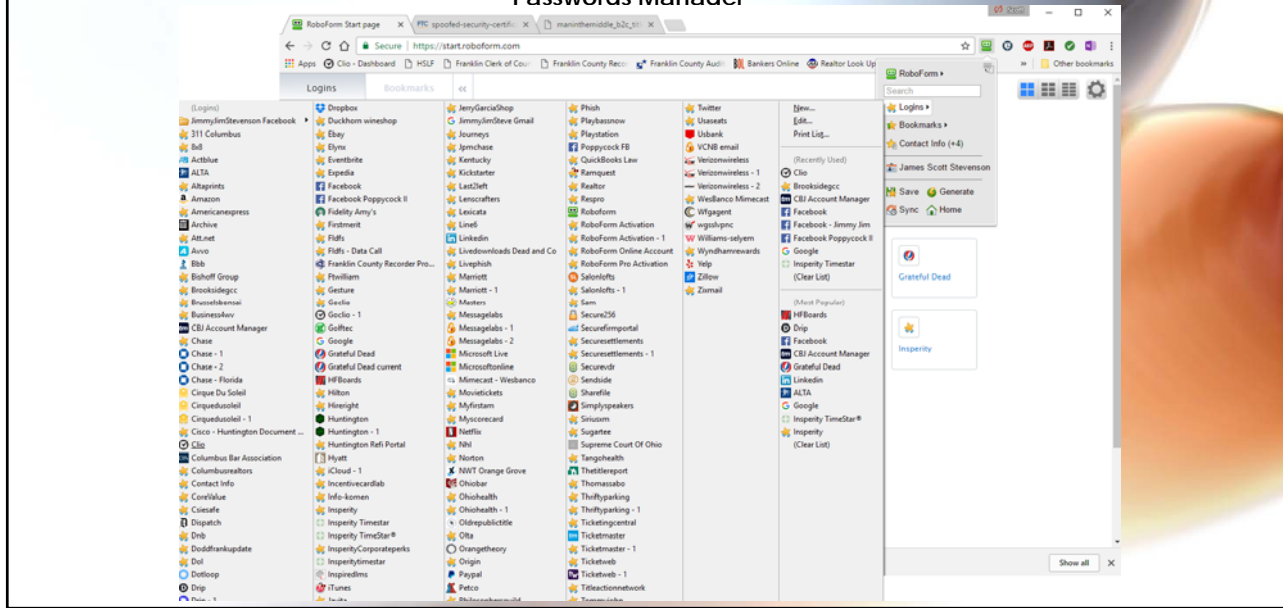 Passwords Manager
RoboForm Start page
FTC spoofed-security-certific
maninthemiddle_b2c_titl
Secure | https://start.roboform.com
Apps Clio - Dashboard HSLF Franklin Clerk of Cour Franklin County Reco Franklin County Audi Bankers Online Realtor Look Up » Other bookmarks
Logins Bookmarks «
(Logins)
JimmyJimStevenson Facebook
311 Columbus
8x8
Actblue
ALTA
Altaprints
Amazon
Americanexpress
Archive
Att.net
Avvo
Bbb
Bishoff Group
Brooksidegcc
Brusselsbonsai
Business4wv
CBJ Account Manager
Chase
Chase - 1
Chase - 2
Chase - Florida
Cirque Du Soleil
Cirquedusoleil
Cirquedusoleil - 1
Cisco - Huntington Document ...
Clio
Columbus Bar Association
Columbusrealtors
Contact Info
CoreValue
Csiesafe
Dispatch
Dnb
Doddfrankupdate
Dol
Dotloop
Drip
Drip - 1
Dropbox
Duckhorn wineshop
Ebay
Elynx
Eventbrite
Expedia
Facebook
Facebook Poppycock II
Fidelity Amy's
Firstmerit
Fldfs
Fldfs - Data Call
Franklin County Recorder Pro...
Ftwilliam
Gesture
Goclio
Goclio - 1
Golftec
Google
Grateful Dead
Grateful Dead current
HFBoards
Hilton
Hireright
Huntington
Huntington - 1
Huntington Refi Portal
Hyatt
iCloud - 1
Incentivecardlab
Info-komen
Insperity
Insperity Timestar
Insperity TimeStar®
InsperityCorporateperks
Insperitytimestar
Inspiredlms
iTunes
JerryGarciaShop
JimmyJimSteve Gmail
Journeys
Jpmchase
Kentucky
Kickstarter
Last2left
Lenscrafters
Lexicata
Line6
Linkedin
Livedownloads Dead and Co
Livephish
Marriott
Marriott - 1
Masters
Messagelabs
Messagelabs - 1
Messagelabs - 2
Microsoft Live
Microsoftonline
Mimecast - Wesbanco
Movietickets
Myfirstam
Myscorecard
Netflix
Nhl
Norton
NWT Orange Grove
Ohiobar
Ohiohealth
Ohiohealth - 1
Oldrepublictitle
Olta
Orangetheory
Origin
Paypal
Petco
Phish
Playbassnow
Playstation
Poppycock FB
QuickBooks Law
Ramquest
Realtor
Respro
Roboform
RoboForm Activation
RoboForm Activation - 1
RoboForm Online Account
RoboForm Pro Activation
Salonlofts
Salonlofts - 1
Sam
Secure256
Securefirmportal
Securesettlements
Securesettlements - 1
Securevdr
Sendside
Sharefile
Simplyspeakers
Siriusxm
Sugartee
Supreme Court Of Ohio
Tangohealth
Thetitlereport
Thomassabo
Thriftyparking
Thriftyparking - 1
Ticketingcentral
Ticketmaster
Ticketmaster - 1
Ticketweb
Ticketweb - 1
Titleactionnetwork
Twitter
Usaseats
Usbank
VCNB email
Verizonwireless
Verizonwireless - 1
Verizonwireless - 2
WesBanco Mimecast
Wfgagent
wgsslvpnc
Williams-selyem
Wyndhamrewards
Yelp
Zillow
Zixmail
New...
Edit...
Print List...
(Recently Used)
Clio
Brooksidegcc
CBJ Account Manager
Facebook
Facebook - Jimmy Jim
Facebook Poppycock II
Google
Insperity Timestar
(Clear List)
(Most Popular)
HFBoards
Drip
Facebook
CBJ Account Manager
Grateful Dead
Linkedin
ALTA
Google
Insperity TimeStar®
Insperity
(Clear List)
RoboForm
Search
Logins
Bookmarks
Contact Info (+4)
James Scott Stevenson
Save Generate
Sync Home
Grateful Dead
Insperity
Show all